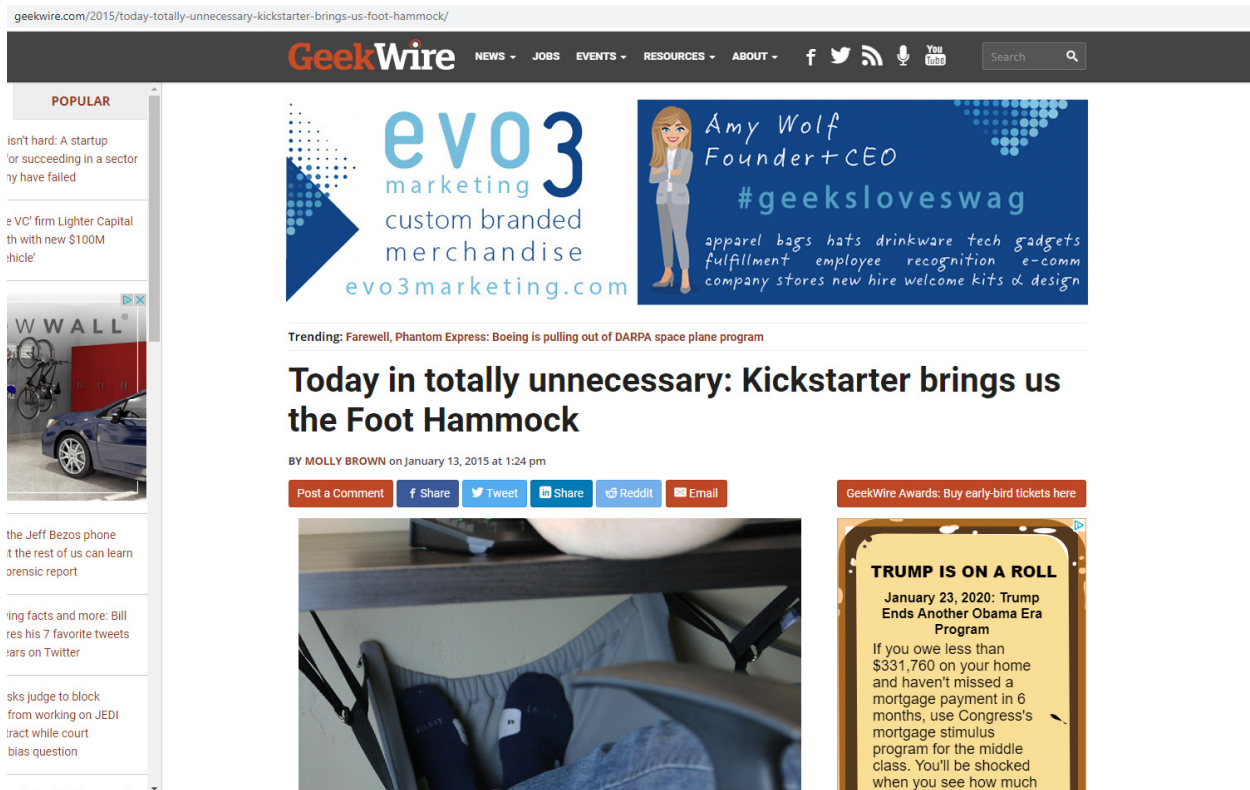 geekwire.com/2015/today-totally-unnecessary-kickstarter-brings-us-foot-hammock/
GeekWire NEWS JOBS EVENTS RESOURCES ABOUT You Tube Search
POPULAR
isn't hard: A startup
for succeeding in a sector
ny have failed
e VC' firm Lighter Capital
th with new $100M
ehicle'
W WALL®
the Jeff Bezos phone
t the rest of us can learn
orensic report
ing facts and more: Bill
res his 7 favorite tweets
ears on Twitter
sks judge to block
from working on JEDI
tract while court
bias question
evo3
marketing
custom branded
merchandise
evo3marketing.com
Amy Wolf
Founder + CEO
#geeksloveswag
apparel bags hats drinkware tech gadgets
fulfillment employee recognition e-comm
company stores new hire welcome kits & design
Trending: Farewell, Phantom Express: Boeing is pulling out of DARPA space plane program
Today in totally unnecessary: Kickstarter brings us
the Foot Hammock
BY MOLLY BROWN on January 13, 2015 at 1:24 pm
Post a Comment f Share Tweet in Share Reddit Email
GeekWire Awards: Buy early-bird tickets here
TRUMP IS ON A ROLL
January 23, 2020: Trump
Ends Another Obama Era
Program
If you owe less than
$331,760 on your home
and haven't missed a
mortgage payment in 6
months, use Congress's
mortgage stimulus
program for the middle
class. You'll be shocked
when you see how much